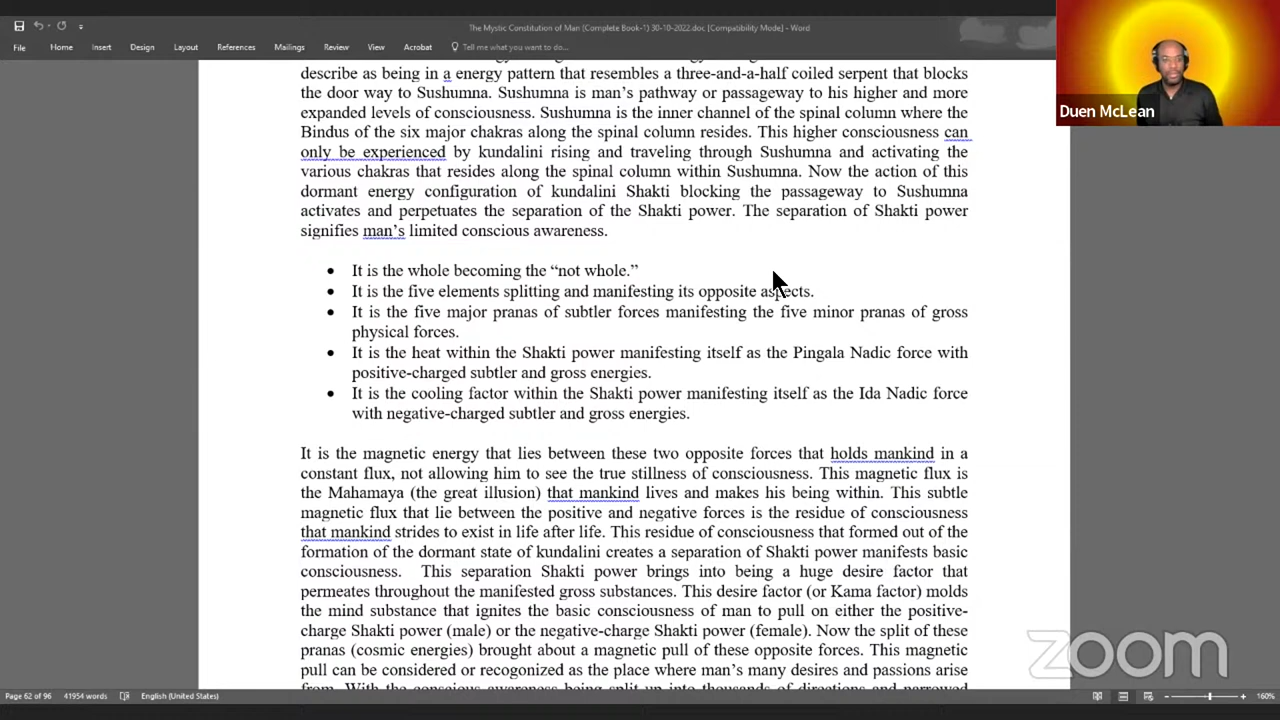 The Mystic Constitution of Man (Complete Book-1) 30-10-2022.doc [Compatibility Mode] - Word
File Home Insert Design Layout References Mailings Review View Acrobat Tell me what you want to do...
Duen McLean
describe as being in a energy pattern that resembles a three-and-a-half coiled serpent that blocks
the door way to Sushumna. Sushumna is man's pathway or passageway to his higher and more
expanded levels of consciousness. Sushumna is the inner channel of the spinal column where the
Bindus of the six major chakras along the spinal column resides. This higher consciousness can
only be experienced by kundalini rising and traveling through Sushumna and activating the
various chakras that resides along the spinal column within Sushumna. Now the action of this
dormant energy configuration of kundalini Shakti blocking the passageway to Sushumna
activates and perpetuates the separation of the Shakti power. The separation of Shakti power
signifies man's limited conscious awareness.
• It is the whole becoming the “not whole.”
• It is the five elements splitting and manifesting its opposite aspects.
• It is the five major pranas of subtler forces manifesting the five minor pranas of gross
physical forces.
• It is the heat within the Shakti power manifesting itself as the Pingala Nadic force with
positive-charged subtler and gross energies.
• It is the cooling factor within the Shakti power manifesting itself as the Ida Nadic force
with negative-charged subtler and gross energies.
It is the magnetic energy that lies between these two opposite forces that holds mankind in a
constant flux, not allowing him to see the true stillness of consciousness. This magnetic flux is
the Mahamaya (the great illusion) that mankind lives and makes his being within. This subtle
magnetic flux that lie between the positive and negative forces is the residue of consciousness
that mankind strides to exist in life after life. This residue of consciousness that formed out of the
formation of the dormant state of kundalini creates a separation of Shakti power manifests basic
consciousness. This separation Shakti power brings into being a huge desire factor that
permeates throughout the manifested gross substances. This desire factor (or Kama factor) molds
the mind substance that ignites the basic consciousness of man to pull on either the positive-
charge Shakti power (male) or the negative-charge Shakti power (female). Now the split of these
pranas (cosmic energies) brought about a magnetic pull of these opposite forces. This magnetic
pull can be considered or recogonized as the place where man's many desires and passions arise
from. With the conscious awareness being split up into thousands of directions and narrowed
zoom
Page 62 of 96 41954 words English (United States) 160%